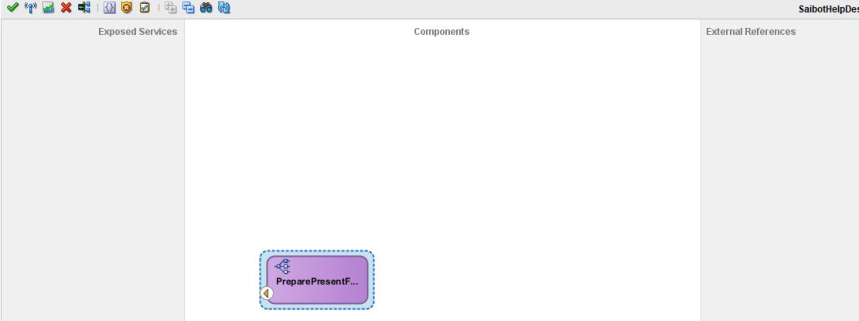 SaibotHelpDes
Exposed Services
Components
External References
PreparePresentF...